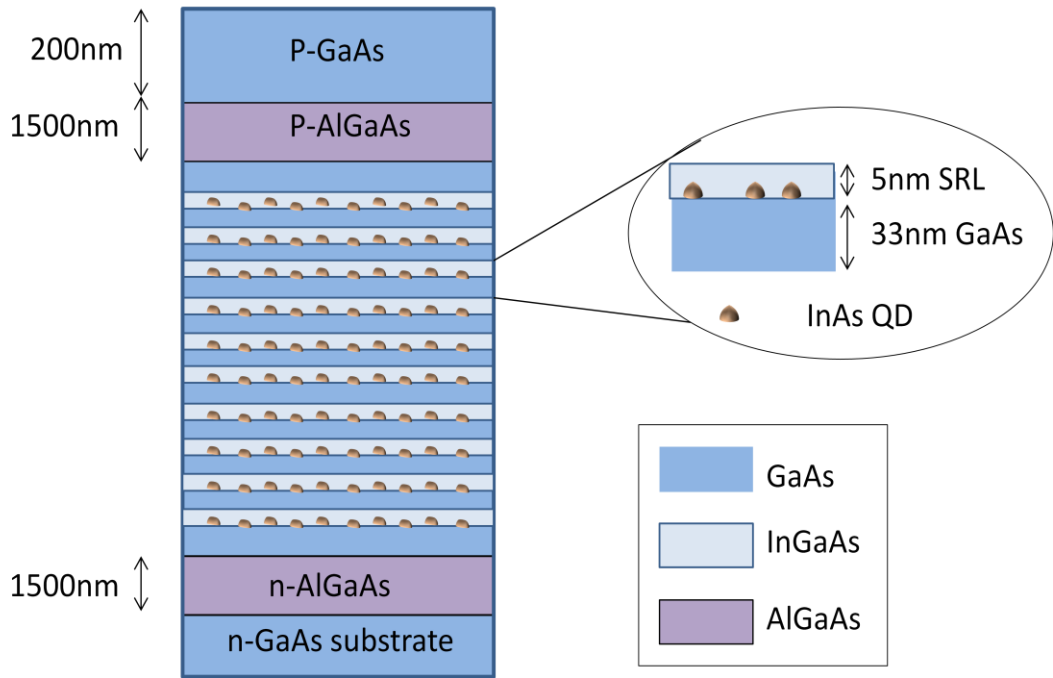 200nm
P-GaAs
1500nm
P-AlGaAs
5nm SRL
33nm GaAs
InAs QD
GaAs
InGaAs
AlGaAs
1500nm
n-AlGaAs
n-GaAs substrate